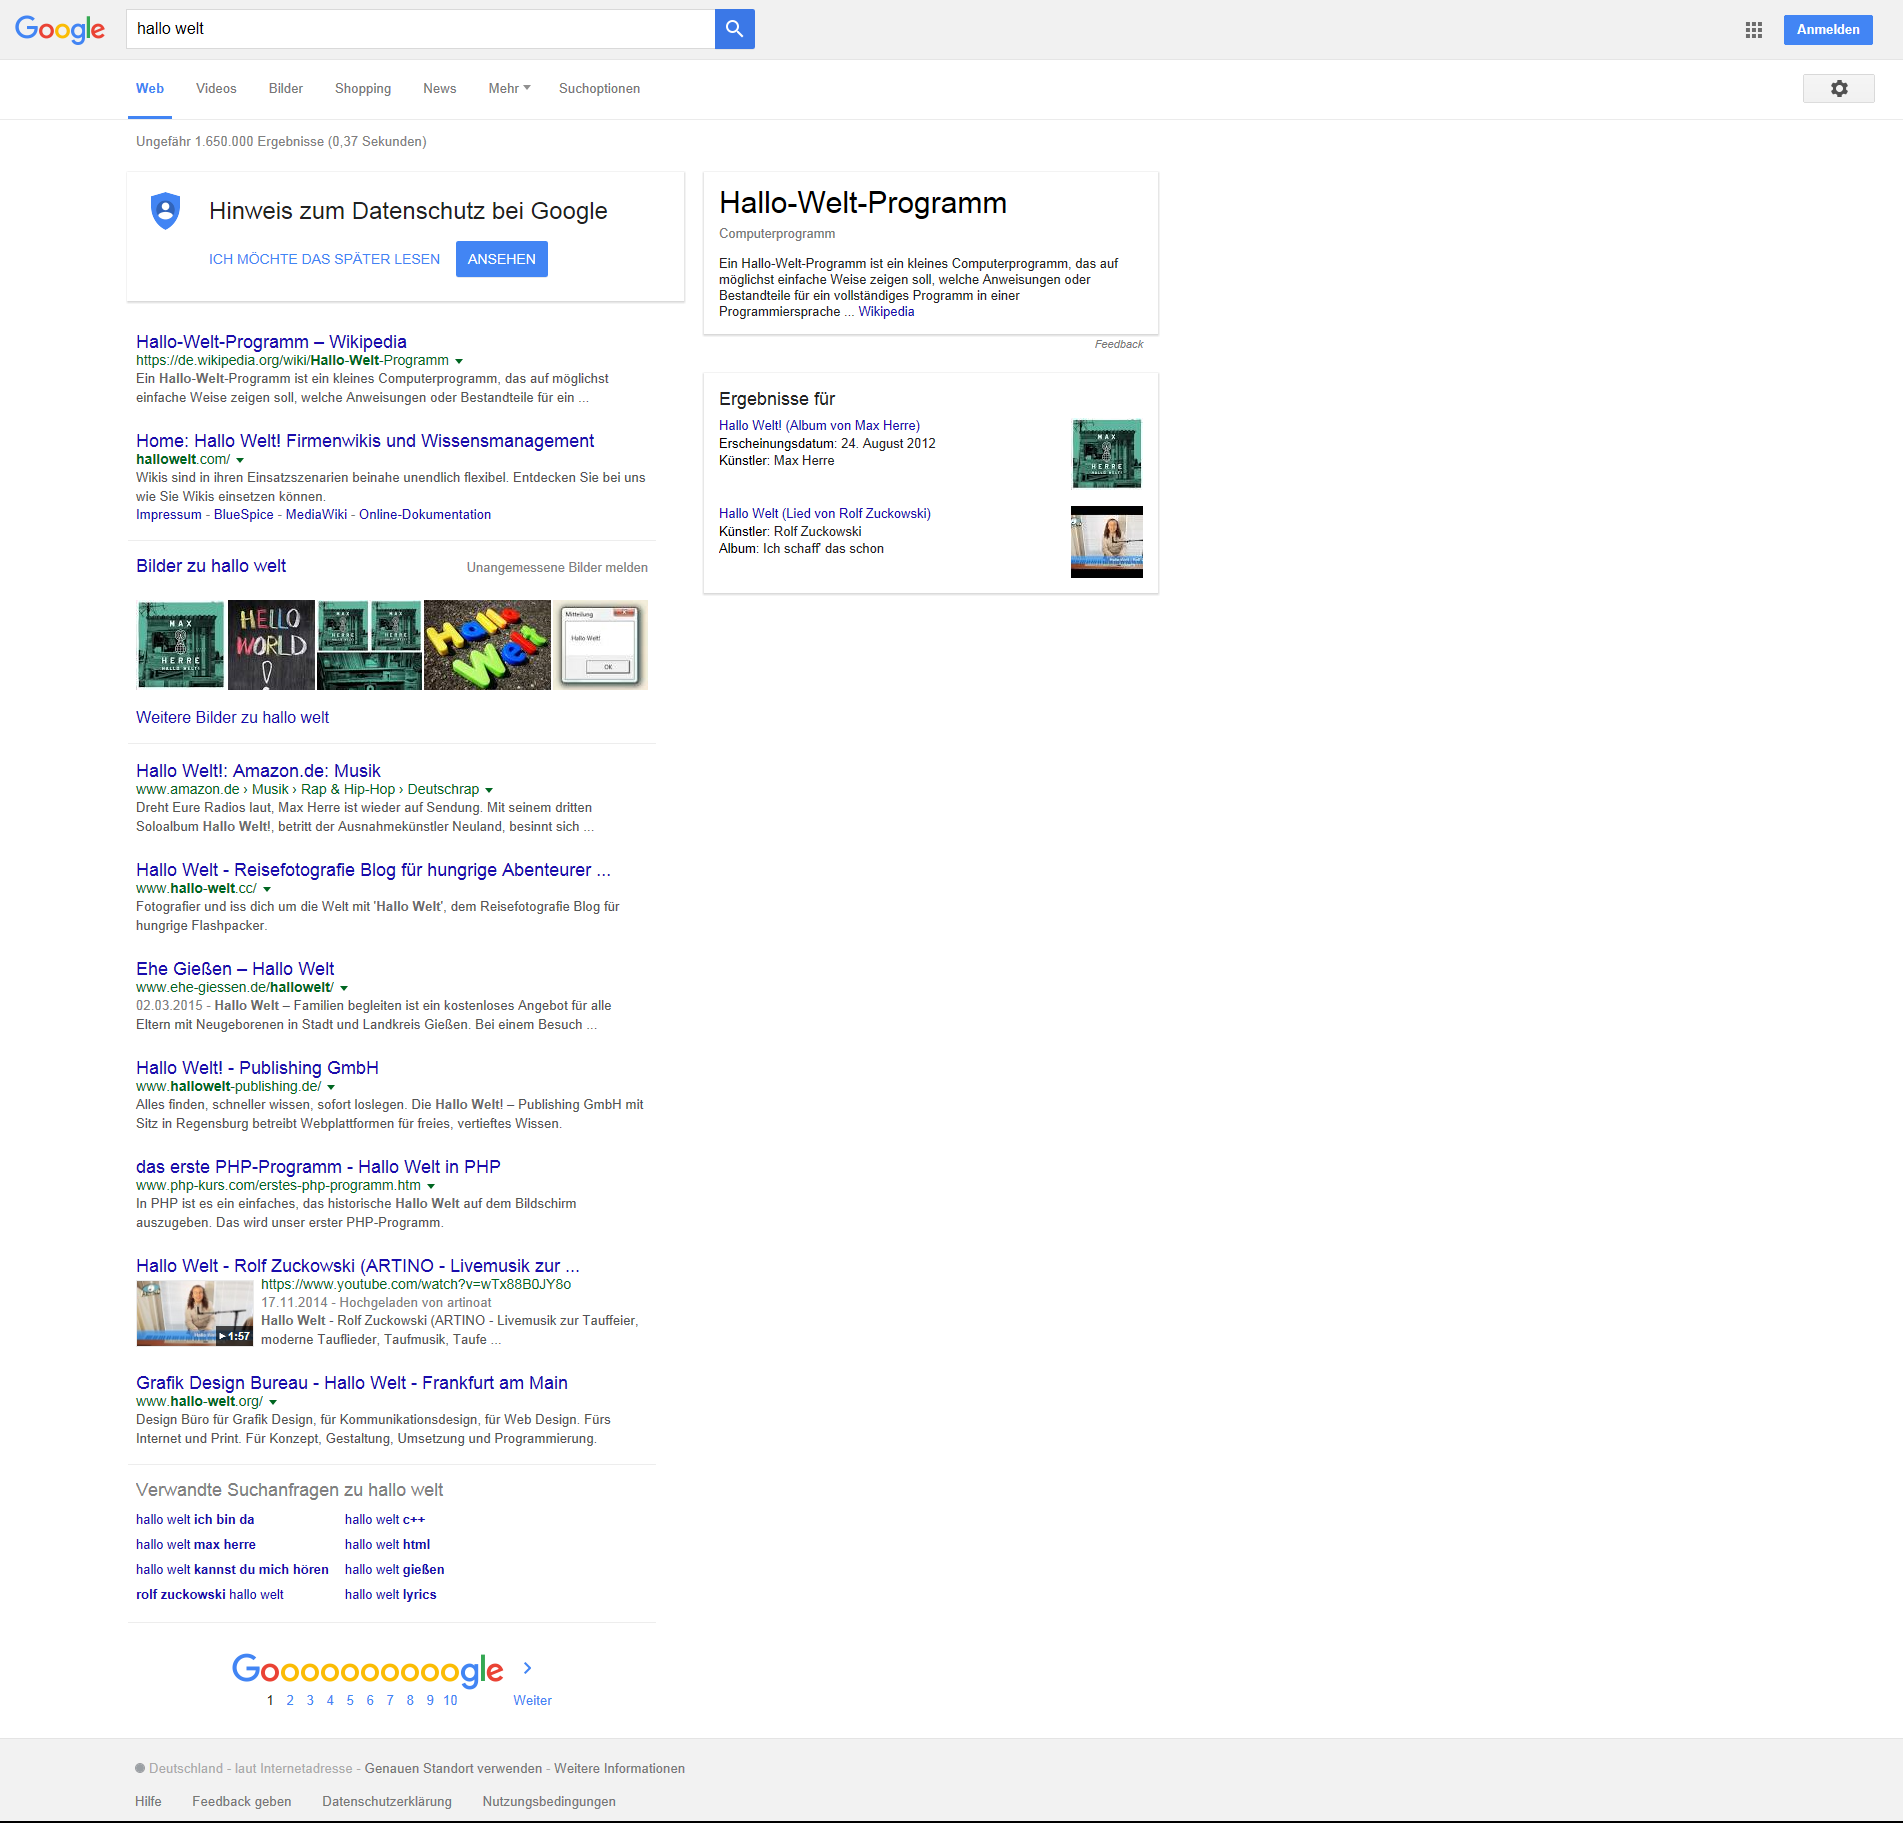 Google
hallo welt
Anmelden
Web Videos Bilder Shopping News Mehr Suchoptionen
Ungefähr 1.650.000 Ergebnisse (0,37 Sekunden)
Hinweis zum Datenschutz bei Google
ICH MÖCHTE DAS SPÄTER LESEN ANSEHEN
Hallo-Welt-Programm – Wikipedia
https://de.wikipedia.org/wiki/Hallo-Welt-Programm
Ein Hallo-Welt-Programm ist ein kleines Computerprogramm, das auf möglichst
einfache Weise zeigen soll, welche Anweisungen oder Bestandteile für ein ...
Home: Hallo Welt! Firmenwikis und Wissensmanagement
hallowelt.com/
Wikis sind in ihren Einsatzszenarien beinahe unendlich flexibel. Entdecken Sie bei uns
wie Sie Wikis einsetzen können.
Impressum - BlueSpice - MediaWiki - Online-Dokumentation
Bilder zu hallo welt
Unangemessene Bilder melden
MAX
HERRE
HALLO WELT!
HELLO
WORLD
!
MAX MAX
HERRE HERRE
Hallo
Welt
Mitteilung
Hallo Welt!
OK
Weitere Bilder zu hallo welt
Hallo Welt!: Amazon.de: Musik
www.amazon.de › Musik › Rap & Hip-Hop › Deutschrap
Dreht Eure Radios laut, Max Herre ist wieder auf Sendung. Mit seinem dritten
Soloalbum Hallo Welt!, betritt der Ausnahmekünstler Neuland, besinnt sich ...
Hallo Welt - Reisefotografie Blog für hungrige Abenteurer ...
www.hallo-welt.cc/
Fotografier und iss dich um die Welt mit 'Hallo Welt', dem Reisefotografie Blog für
hungrige Flashpacker.
Ehe Gießen – Hallo Welt
www.ehe-giessen.de/hallowelt/
02.03.2015 - Hallo Welt – Familien begleiten ist ein kostenloses Angebot für alle
Eltern mit Neugeborenen in Stadt und Landkreis Gießen. Bei einem Besuch ...
Hallo Welt! - Publishing GmbH
www.hallowelt-publishing.de/
Alles finden, schneller wissen, sofort loslegen. Die Hallo Welt! – Publishing GmbH mit
Sitz in Regensburg betreibt Webplattformen für freies, vertieftes Wissen.
das erste PHP-Programm - Hallo Welt in PHP
www.php-kurs.com/erstes-php-programm.htm
In PHP ist es ein einfaches, das historische Hallo Welt auf dem Bildschirm
auszugeben. Das wird unser erster PHP-Programm.
Hallo Welt - Rolf Zuckowski (ARTINO - Livemusik zur ...
https://www.youtube.com/watch?v=wTx88B0JY8o
17.11.2014 - Hochgeladen von artinoat
Hallo Welt - Rolf Zuckowski (ARTINO - Livemusik zur Tauffeier,
moderne Tauflieder, Taufmusik, Taufe ...
1:57
Grafik Design Bureau - Hallo Welt - Frankfurt am Main
www.hallo-welt.org/
Design Büro für Grafik Design, für Kommunikationsdesign, für Web Design. Fürs
Internet und Print. Für Konzept, Gestaltung, Umsetzung und Programmierung.
Verwandte Suchanfragen zu hallo welt
hallo welt ich bin da
hallo welt max herre
hallo welt kannst du mich hören
rolf zuckowski hallo welt
hallo welt c++
hallo welt html
hallo welt gießen
hallo welt lyrics
Goooooooooogle
1 2 3 4 5 6 7 8 9 10 Weiter
Hallo-Welt-Programm
Computerprogramm
Ein Hallo-Welt-Programm ist ein kleines Computerprogramm, das auf
möglichst einfache Weise zeigen soll, welche Anweisungen oder
Bestandteile für ein vollständiges Programm in einer
Programmiersprache ... Wikipedia
Feedback
Ergebnisse für
Hallo Welt! (Album von Max Herre)
Erscheinungsdatum: 24. August 2012
Künstler: Max Herre
MAX
HERRE
HALLO WELT!
Hallo Welt (Lied von Rolf Zuckowski)
Künstler: Rolf Zuckowski
Album: Ich schaff' das schon
Deutschland - laut Internetadresse - Genauen Standort verwenden - Weitere Informationen
Hilfe Feedback geben Datenschutzerklärung Nutzungsbedingungen